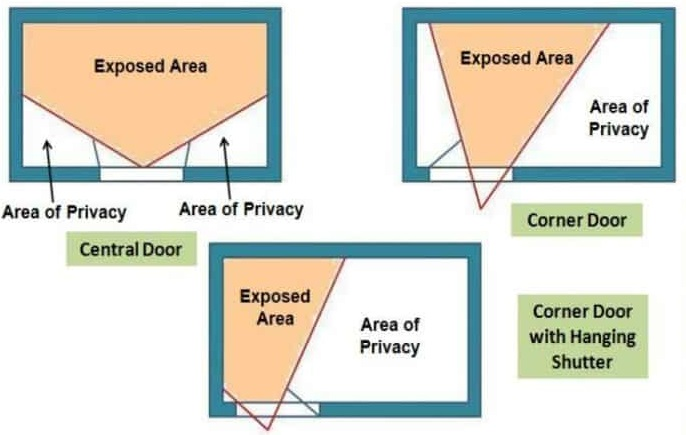 Exposed Area
Area of Privacy
Area of Privacy
Central Door
Exposed Area
Area of
Privacy
Corner Door
Exposed
Area
Area of
Privacy
Corner Door
with Hanging
Shutter